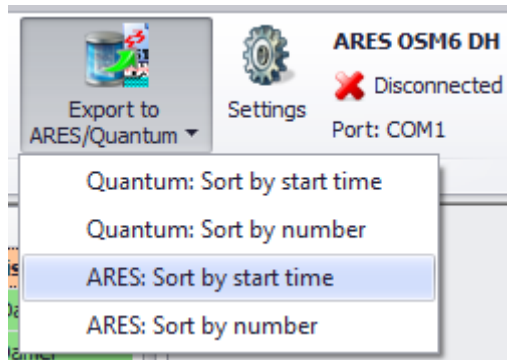 Export to
ARES/Quantum
Settings
ARES OSM6 DH
Disconnected
Port: COM1
Quantum: Sort by start time
Quantum: Sort by number
ARES: Sort by start time
ARES: Sort by number